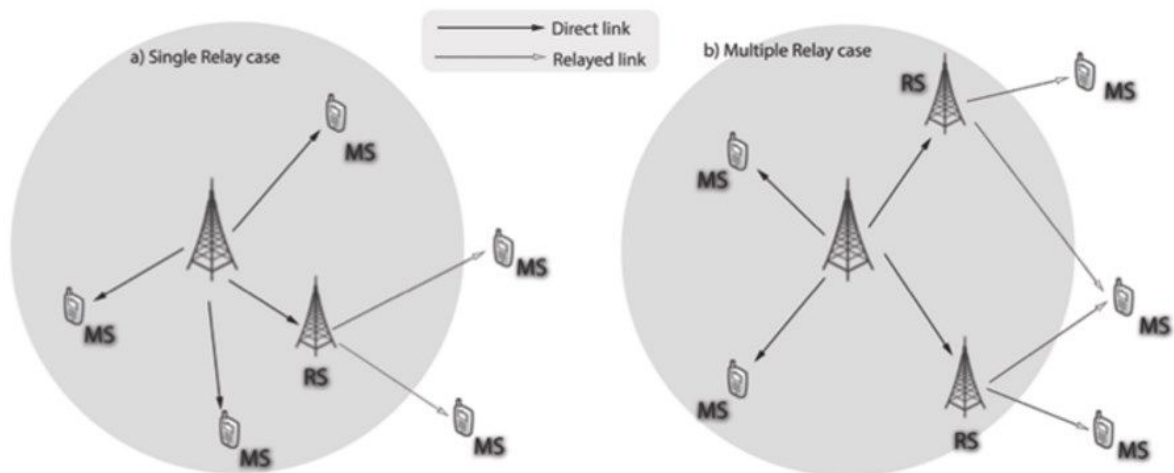 a) Single Relay case
Direct link
Relayed link
b) Multiple Relay case
MS
MS
MS
RS
MS
MS
RS
MS
MS
MS
MS
MS
RS